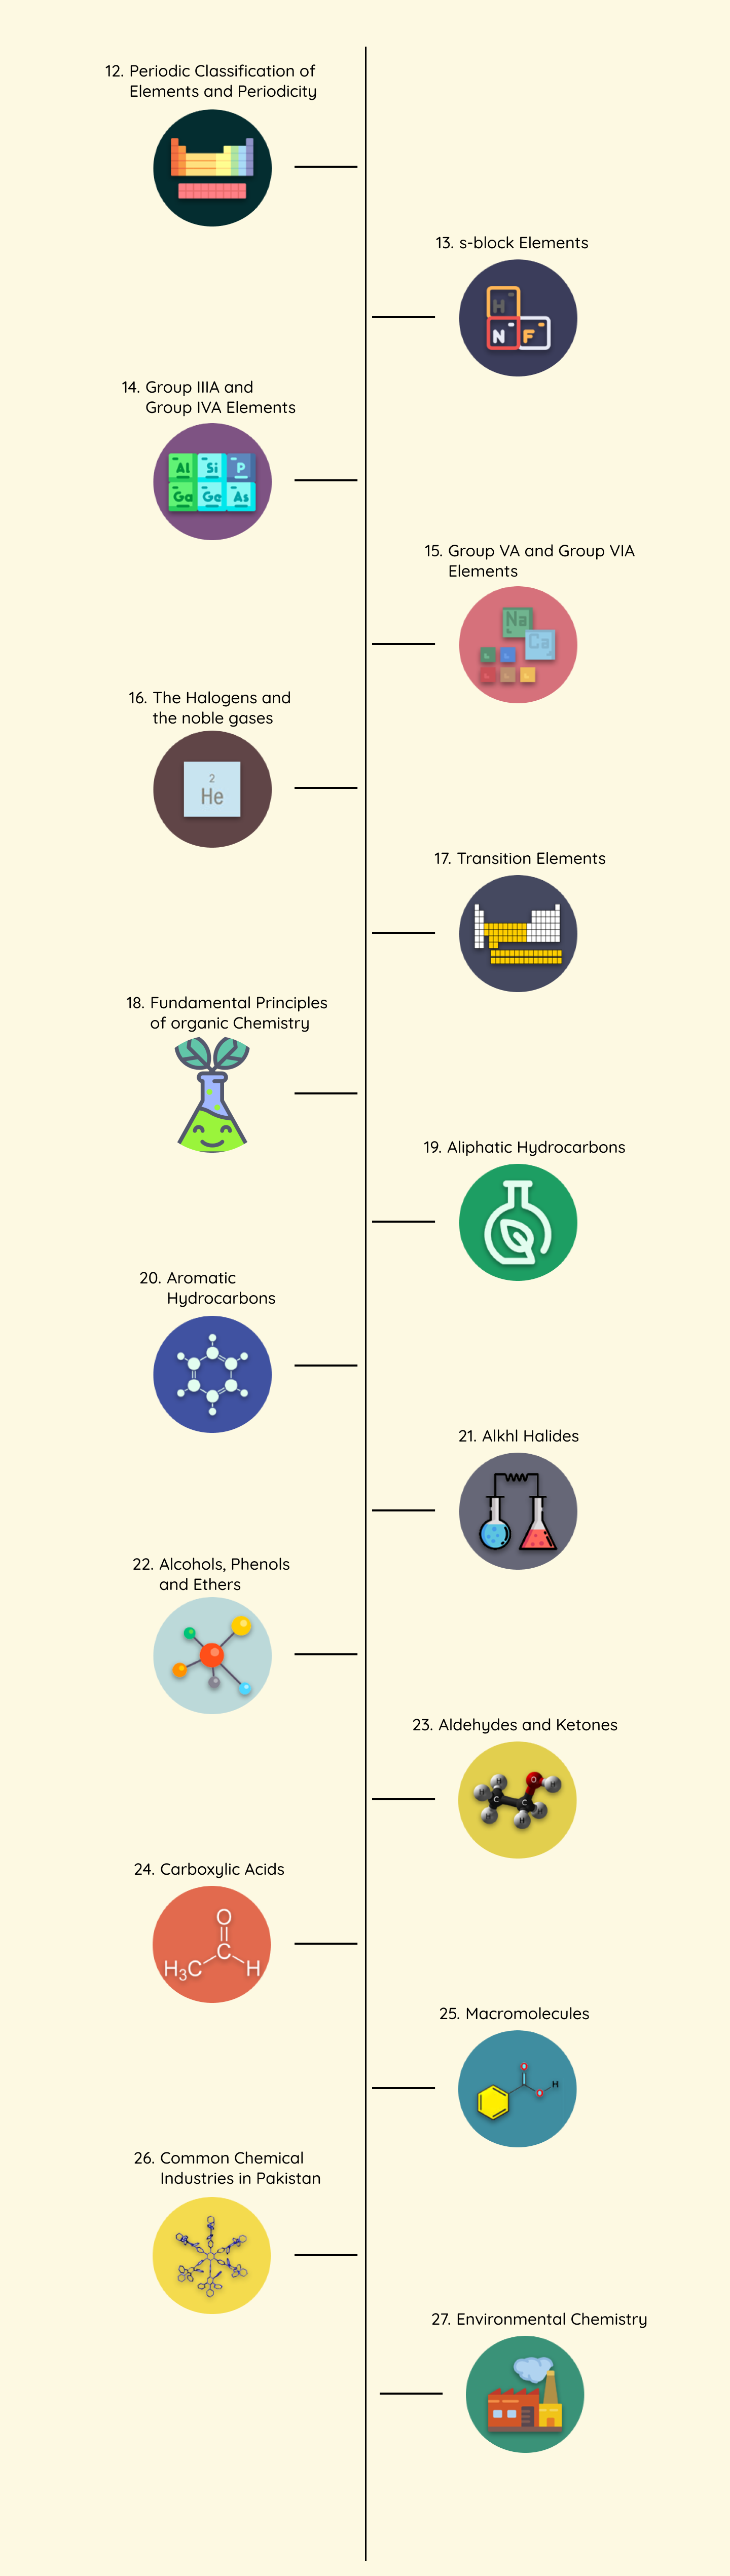 12. Periodic Classification of
Elements and Periodicity
13. s-block Elements
H
N F
14. Group IIIA and
Group IVA Elements
Al Si P
Ga Ge As
15. Group VA and Group VIA
Elements
Na
Ca
16. The Halogens and
the noble gases
2
He
17. Transition Elements
18. Fundamental Principles
of organic Chemistry
19. Aliphatic Hydrocarbons
20. Aromatic
Hydrocarbons
21. Alkhl Halides
22. Alcohols, Phenols
and Ethers
23. Aldehydes and Ketones
H O H
H C C H
H H
24. Carboxylic Acids
O
C
H₃C H
25. Macromolecules
O
O H
26. Common Chemical
Industries in Pakistan
27. Environmental Chemistry